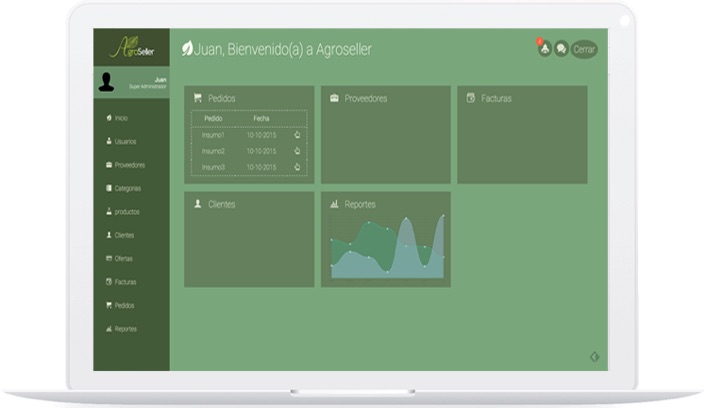 AgroSeller
Juan
Super Administrador
Inicio
Usuarios
Proveedores
Categorias
productos
Clientes
Ofertas
Facturas
Pedidos
Reportes
Juan, Bienvenido(a) a Agroseller
Cerrar
Pedidos
Pedido Fecha
Insumo1 10-10-2015
Insumo2 10-10-2015
Insumo3 10-10-2015
Proveedores
Facturas
Clientes
Reportes